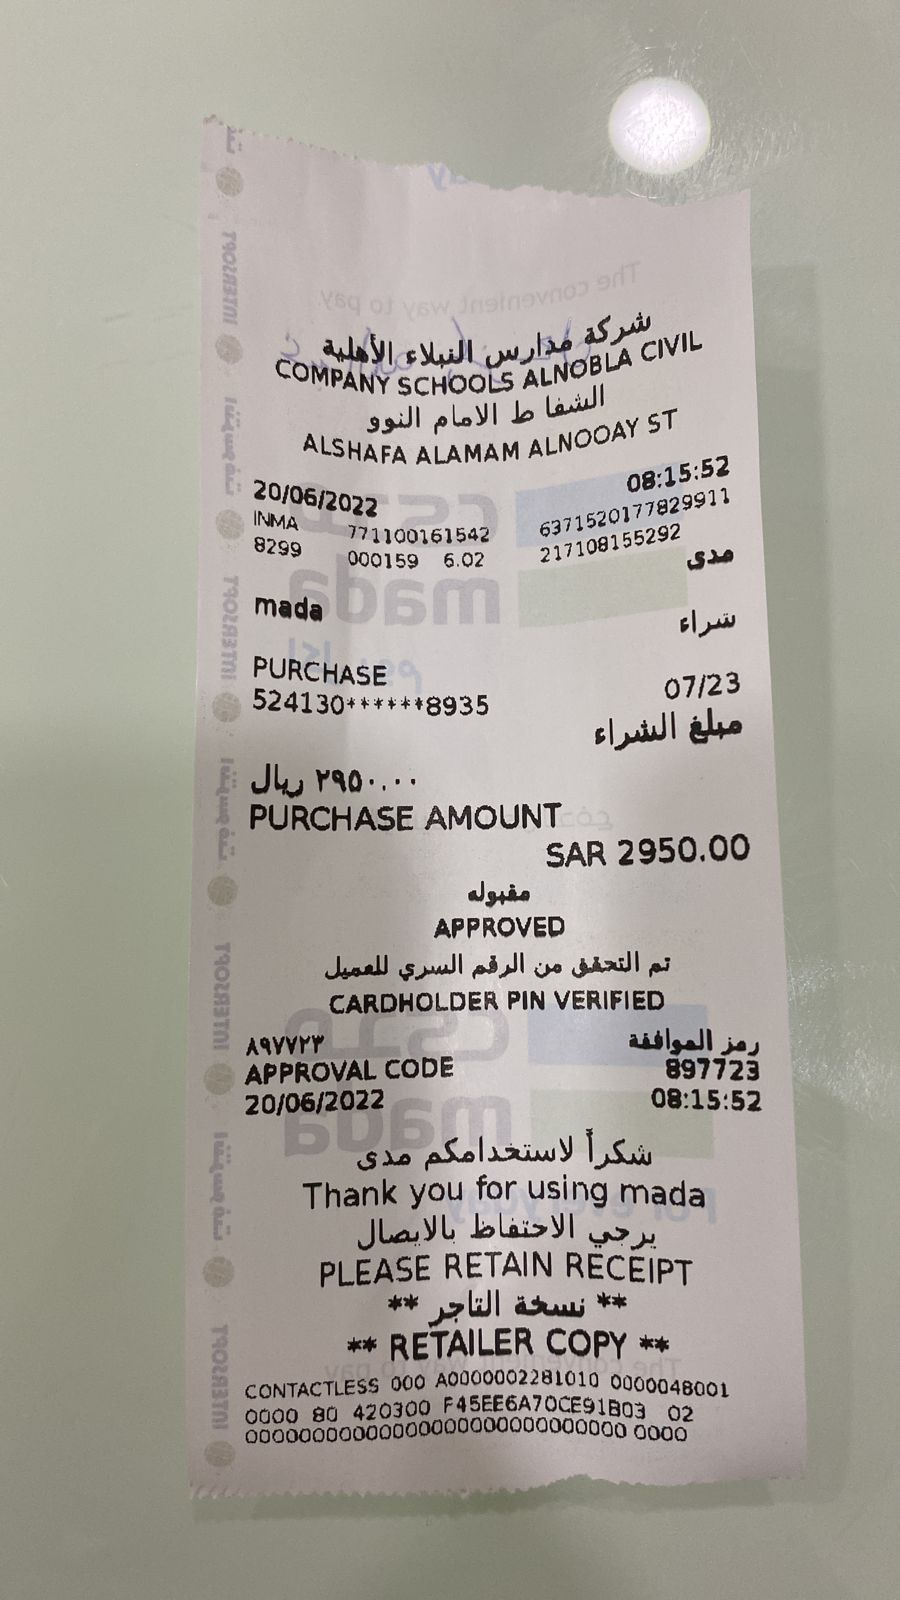 شركة مدارس النبلاء الأهلية
COMPANY SCHOOLS ALNOBLA CIVIL
الشفا ط الامام النوو
ALSHAFA ALAMAM ALNOOAY ST
20/06/2022 08:15:52
INMA 771100161542 6371520177829911
8299 000159 6.02 217108155292
مدى
mada
شراء
PURCHASE
524130******8935 07/23
مبلغ الشراء
٢٩٥٠.٠٠ ريال
PURCHASE AMOUNT
SAR 2950.00
مقبوله
APPROVED
تم التحقق من الرقم السري للعميل
CARDHOLDER PIN VERIFIED
رمز الموافقة ٨٩٧٧٢٣
APPROVAL CODE 897723
20/06/2022 08:15:52
شكراً لاستخدامكم مدى
Thank you for using mada
يرجي الاحتفاظ بالايصال
PLEASE RETAIN RECEIPT
** نسخة التاجر **
** RETAILER COPY **
CONTACTLESS 000 A0000002281010 0000048001
0000 80 420300 F45EE6A70CE91B03 02